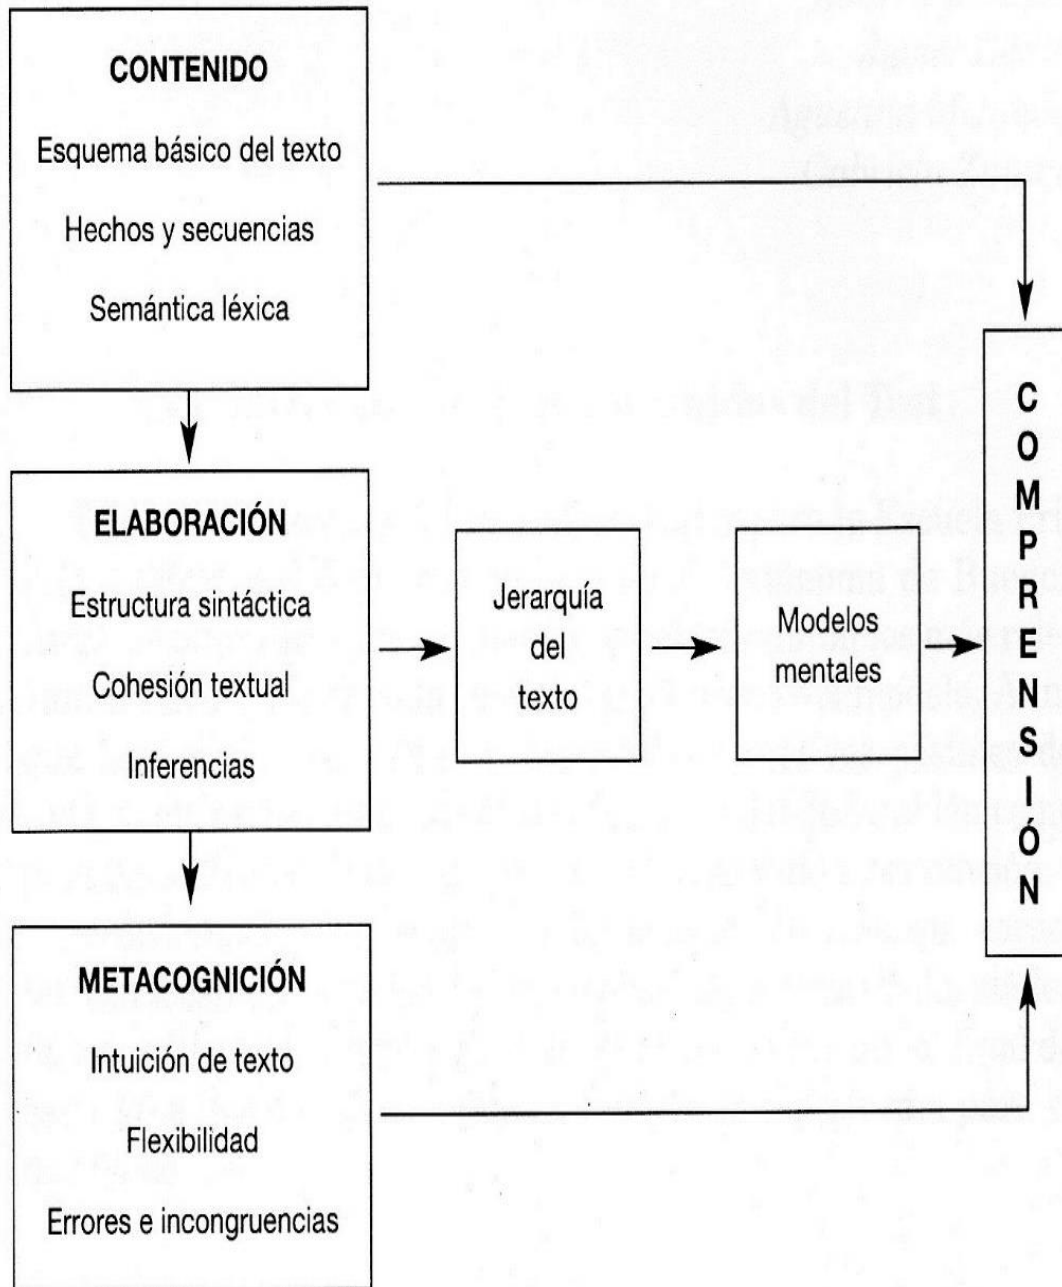 CONTENIDO
Esquema básico del texto
Hechos y secuencias
Semántica léxica
ELABORACIÓN
Estructura sintáctica
Cohesión textual
Inferencias
Jerarquía
del
texto
Modelos
mentales
COMPRENSIÓN
METACOGNICIÓN
Intuición de texto
Flexibilidad
Errores e incongruencias